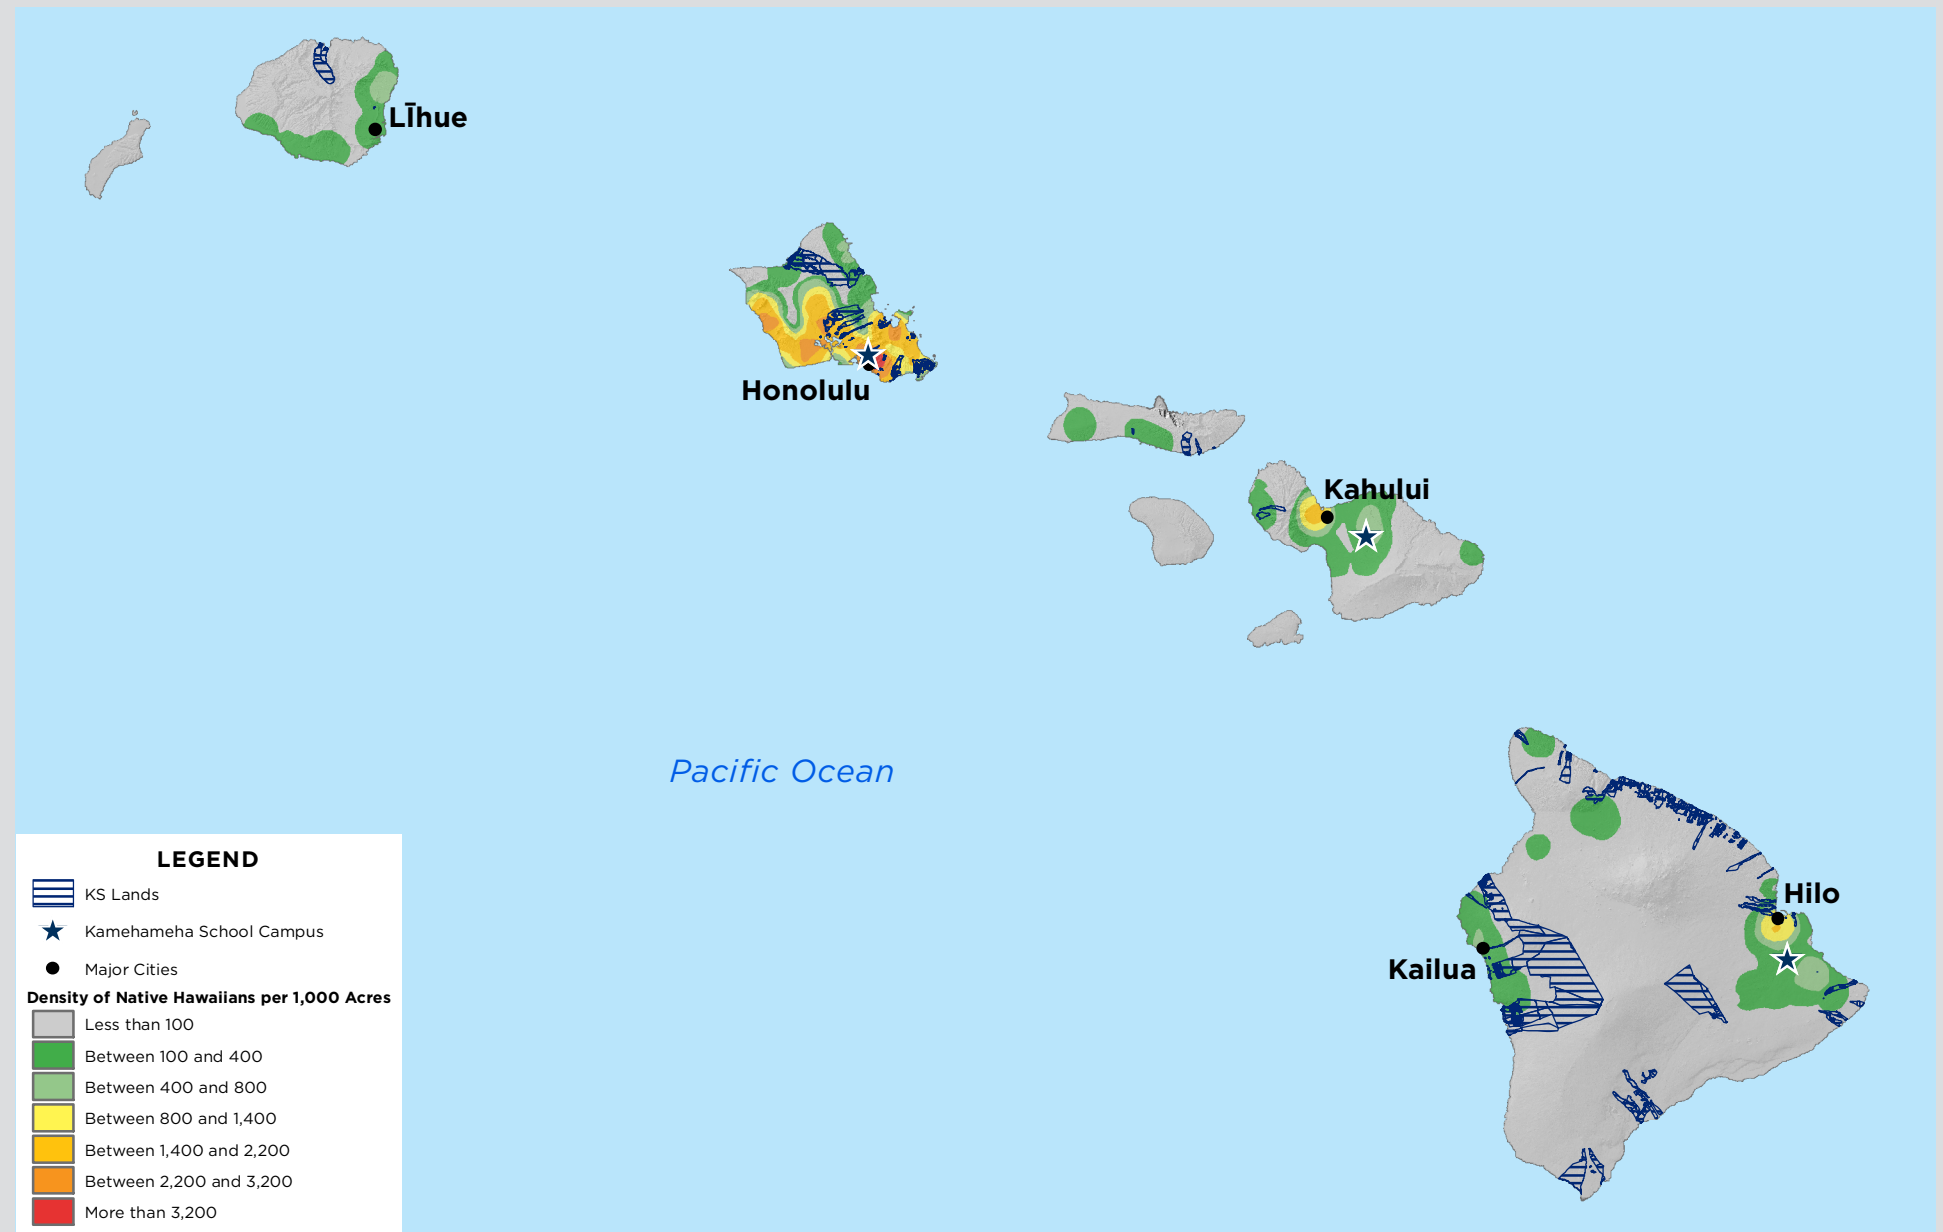 Līhue
Honolulu
Kahului
Pacific Ocean
Hilo
Kailua
LEGEND
KS Lands
Kamehameha School Campus
Major Cities
Density of Native Hawaiians per 1,000 Acres
Less than 100
Between 100 and 400
Between 400 and 800
Between 800 and 1,400
Between 1,400 and 2,200
Between 2,200 and 3,200
More than 3,200